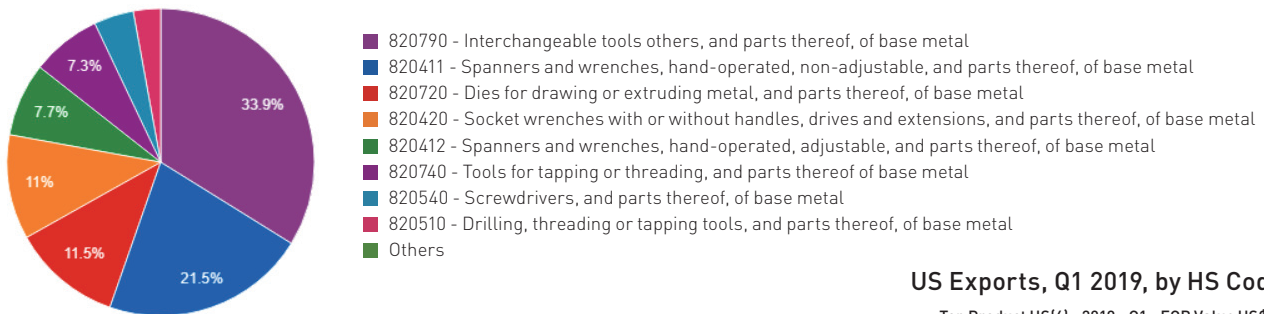 33.9%
21.5%
11.5%
11%
7.7%
7.3%
820790 - Interchangeable tools others, and parts thereof, of base metal
820411 - Spanners and wrenches, hand-operated, non-adjustable, and parts thereof, of base metal
820720 - Dies for drawing or extruding metal, and parts thereof, of base metal
820420 - Socket wrenches with or without handles, drives and extensions, and parts thereof, of base metal
820412 - Spanners and wrenches, hand-operated, adjustable, and parts thereof, of base metal
820740 - Tools for tapping or threading, and parts thereof of base metal
820540 - Screwdrivers, and parts thereof, of base metal
820510 - Drilling, threading or tapping tools, and parts thereof, of base metal
Others
US Exports, Q1 2019, by HS Cod